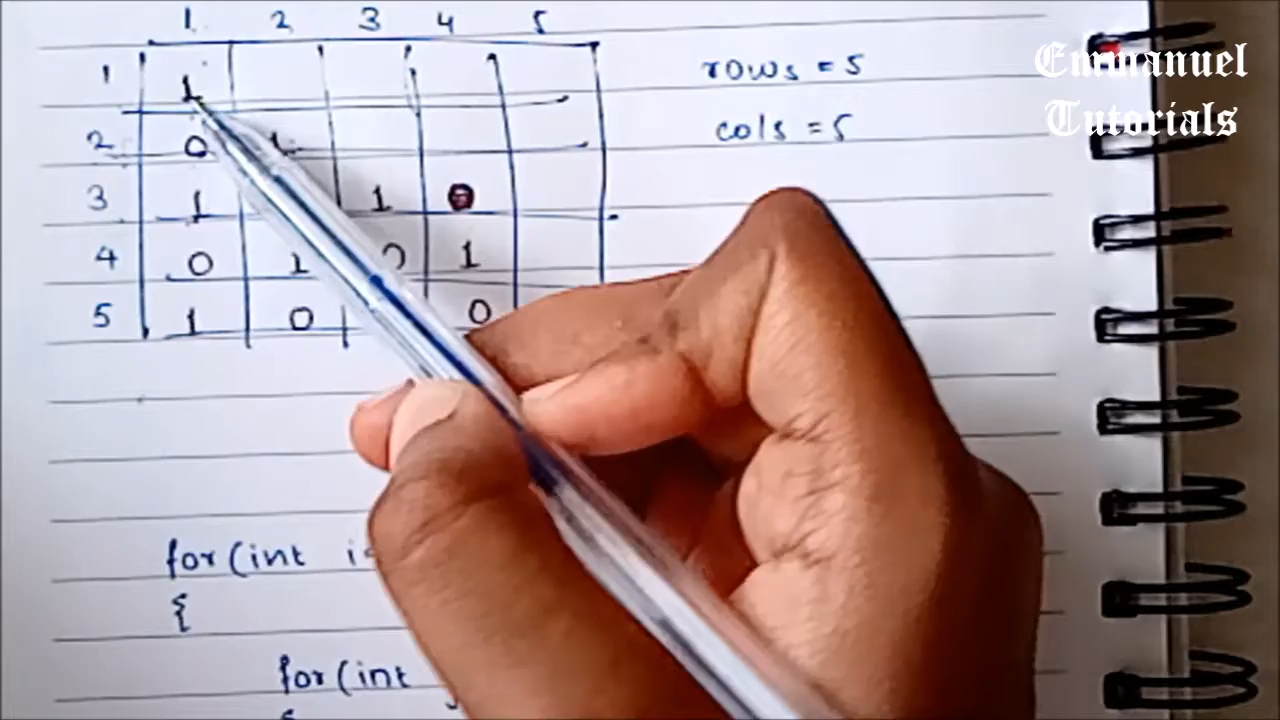 1 2 3 4 5
1 1
2 0 1
3 1 1
4 0 1 0 1
5 1 0 0
rows = 5
cols = 5
Emmanuel
Tutorials
for(int i
{
for(int